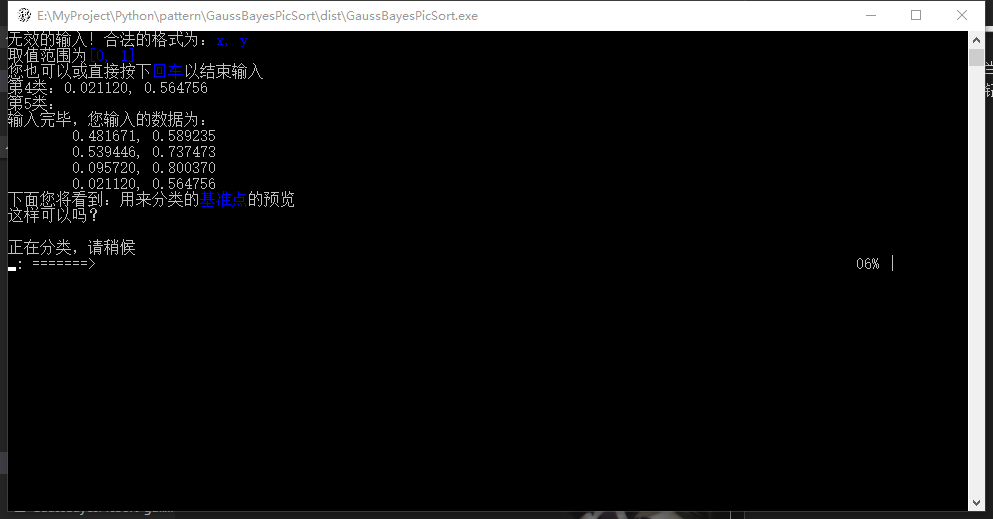 E:\MyProject\Python\pattern\GaussBayesPicSort\dist\GaussBayesPicSort.exe
无效的输入！合法的格式为：x, y
取值范围为[0, 1]
您也可以或直接按下回车以结束输入
第4类：0.021120, 0.564756
第5类：
输入完毕，您输入的数据为：
0.481671, 0.589235
0.539446, 0.737473
0.095720, 0.800370
0.021120, 0.564756
下面您将看到：用来分类的基准点的预览
这样可以吗？
正在分类，请稍候
_: =======> 06% |